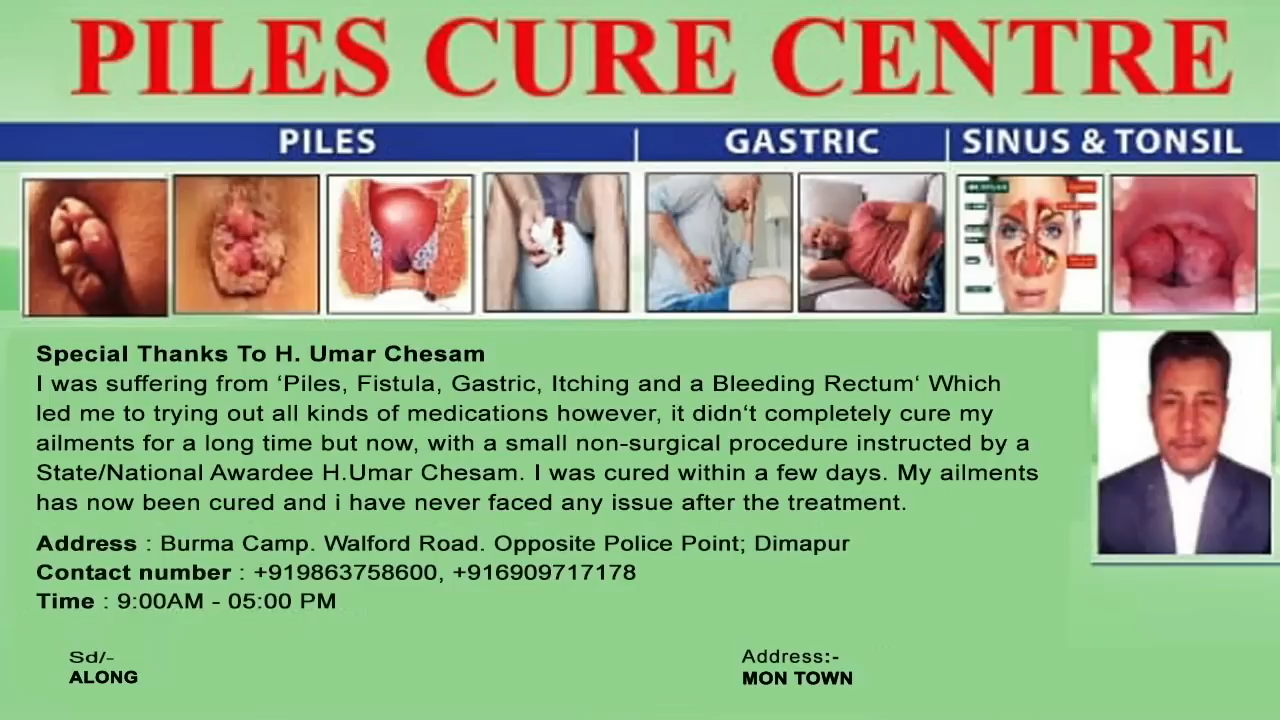 PILES CURE CENTRE
PILES | GASTRIC | SINUS & TONSIL
Special Thanks To H. Umar Chesam
I was suffering from ‘Piles, Fistula, Gastric, Itching and a Bleeding Rectum‘ Which
led me to trying out all kinds of medications however, it didn‘t completely cure my
ailments for a long time but now, with a small non-surgical procedure instructed by a
State/National Awardee H.Umar Chesam. I was cured within a few days. My ailments
has now been cured and i have never faced any issue after the treatment.
Address : Burma Camp. Walford Road. Opposite Police Point; Dimapur
Contact number : +919863758600, +916909717178
Time : 9:00AM - 05:00 PM
Sd/-
ALONG
Address:-
MON TOWN